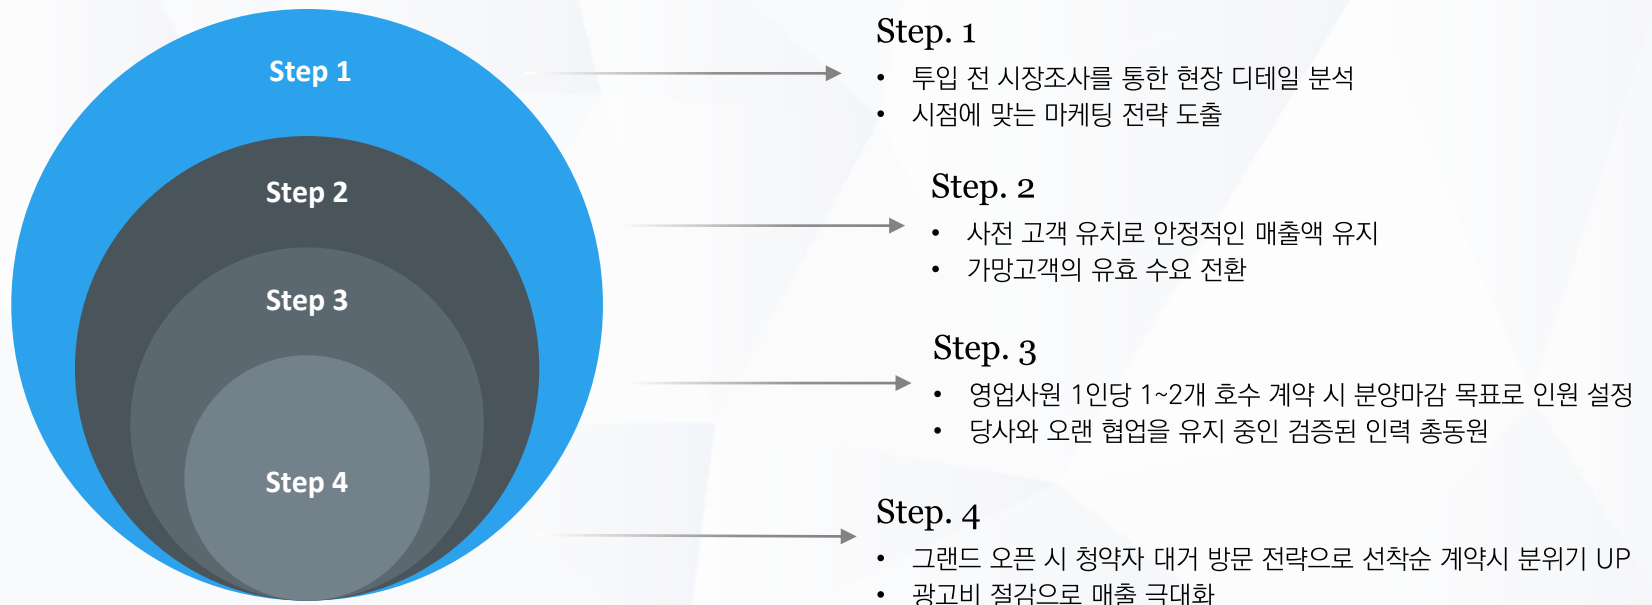 Step 1
Step 2
Step 3
Step 4
Step. 1
• 투입 전 시장조사를 통한 현장 디테일 분석
• 시점에 맞는 마케팅 전략 도출
Step. 2
• 사전 고객 유치로 안정적인 매출액 유지
• 가망고객의 유효 수요 전환
Step. 3
• 영업사원 1인당 1~2개 호수 계약 시 분양마감 목표로 인원 설정
• 당사와 오랜 협업을 유지 중인 검증된 인력 총동원
Step. 4
• 그랜드 오픈 시 청약자 대거 방문 전략으로 선착순 계약시 분위기 UP
• 광고비 절감으로 매출 극대화